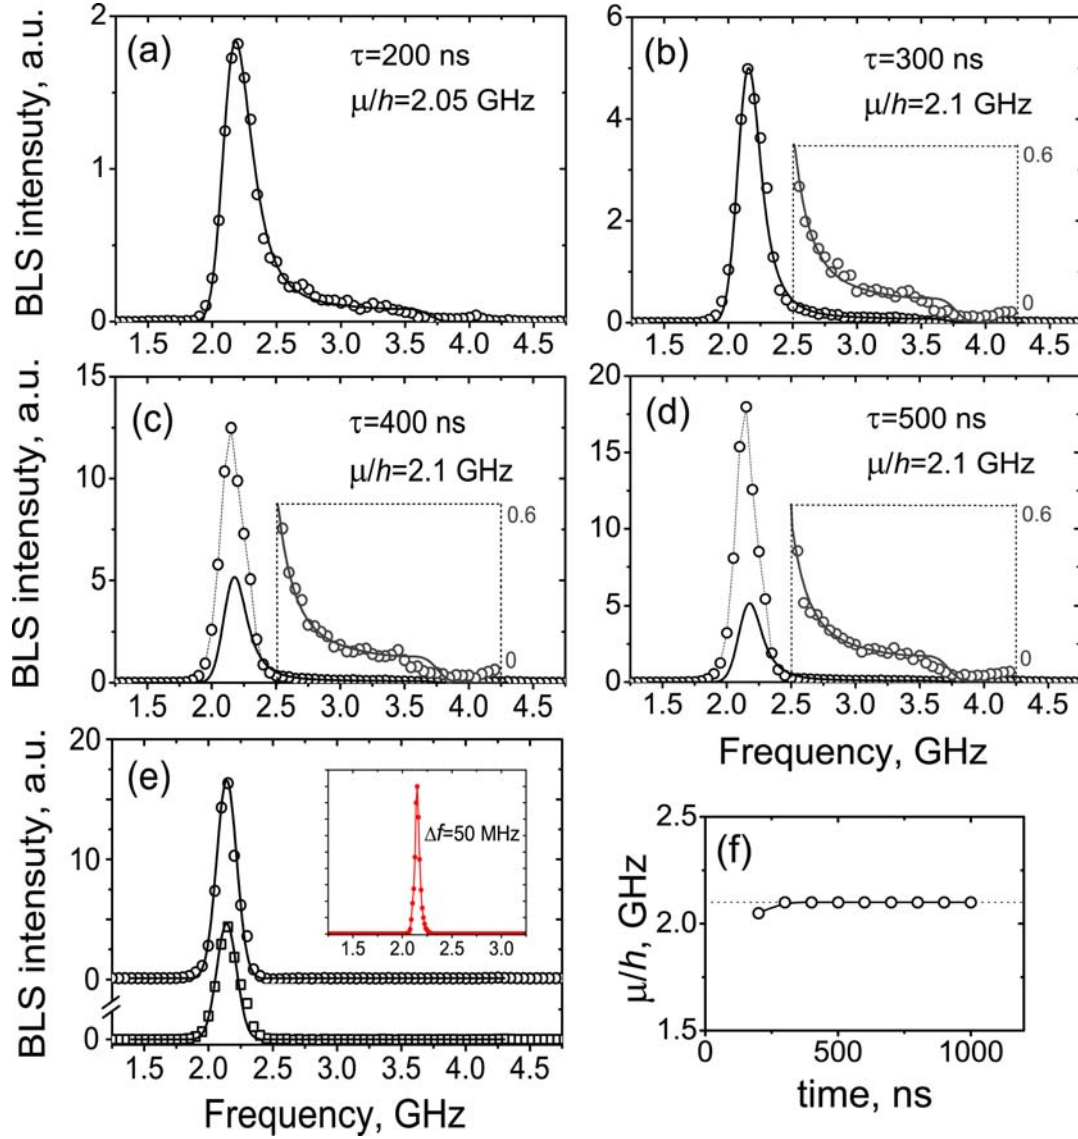 BLS intensuty, a.u.
2
1
0
(a)
τ=200 ns
μ/h=2.05 GHz
1.5 2.0 2.5 3.0 3.5 4.0 4.5
6
4
2
0
(b)
τ=300 ns
μ/h=2.1 GHz
0.6
0
1.5 2.0 2.5 3.0 3.5 4.0 4.5
BLS intensuty, a.u.
15
10
5
0
(c)
τ=400 ns
μ/h=2.1 GHz
0.6
0
1.5 2.0 2.5 3.0 3.5 4.0 4.5
20
15
10
5
0
(d)
τ=500 ns
μ/h=2.1 GHz
0.6
0
1.5 2.0 2.5 3.0 3.5 4.0 4.5
Frequency, GHz
BLS intensuty, a.u.
20
10
0
0
(e)
Δf=50 MHz
1.5 2.0 2.5 3.0
1.5 2.0 2.5 3.0 3.5 4.0 4.5
Frequency, GHz
μ/h, GHz
2.5
2.0
1.5
(f)
0 500 1000
time, ns